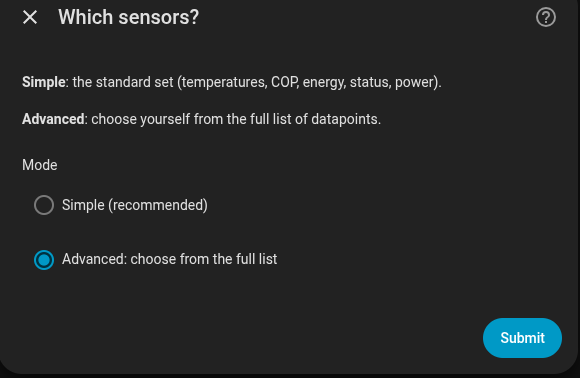 Which sensors?
Simple: the standard set (temperatures, COP, energy, status, power).
Advanced: choose yourself from the full list of datapoints.
Mode
Simple (recommended)
Advanced: choose from the full list
Submit